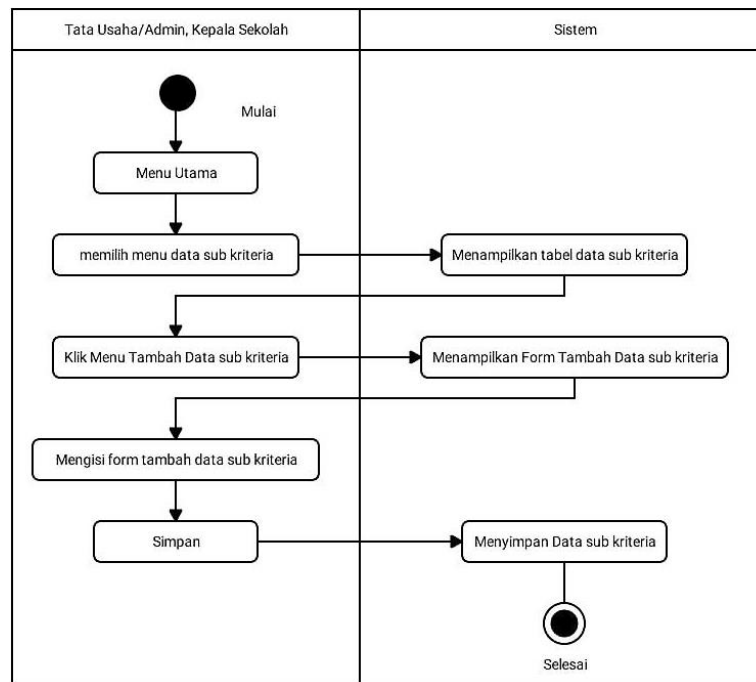 Tata Usaha/Admin, Kepala Sekolah
Sistem
Mulai
Menu Utama
memilih menu data sub kriteria
Menampilkan tabel data sub kriteria
Klik Menu Tambah Data sub kriteria
Menampilkan Form Tambah Data sub kriteria
Mengisi form tambah data sub kriteria
Simpan
Menyimpan Data sub kriteria
Selesai